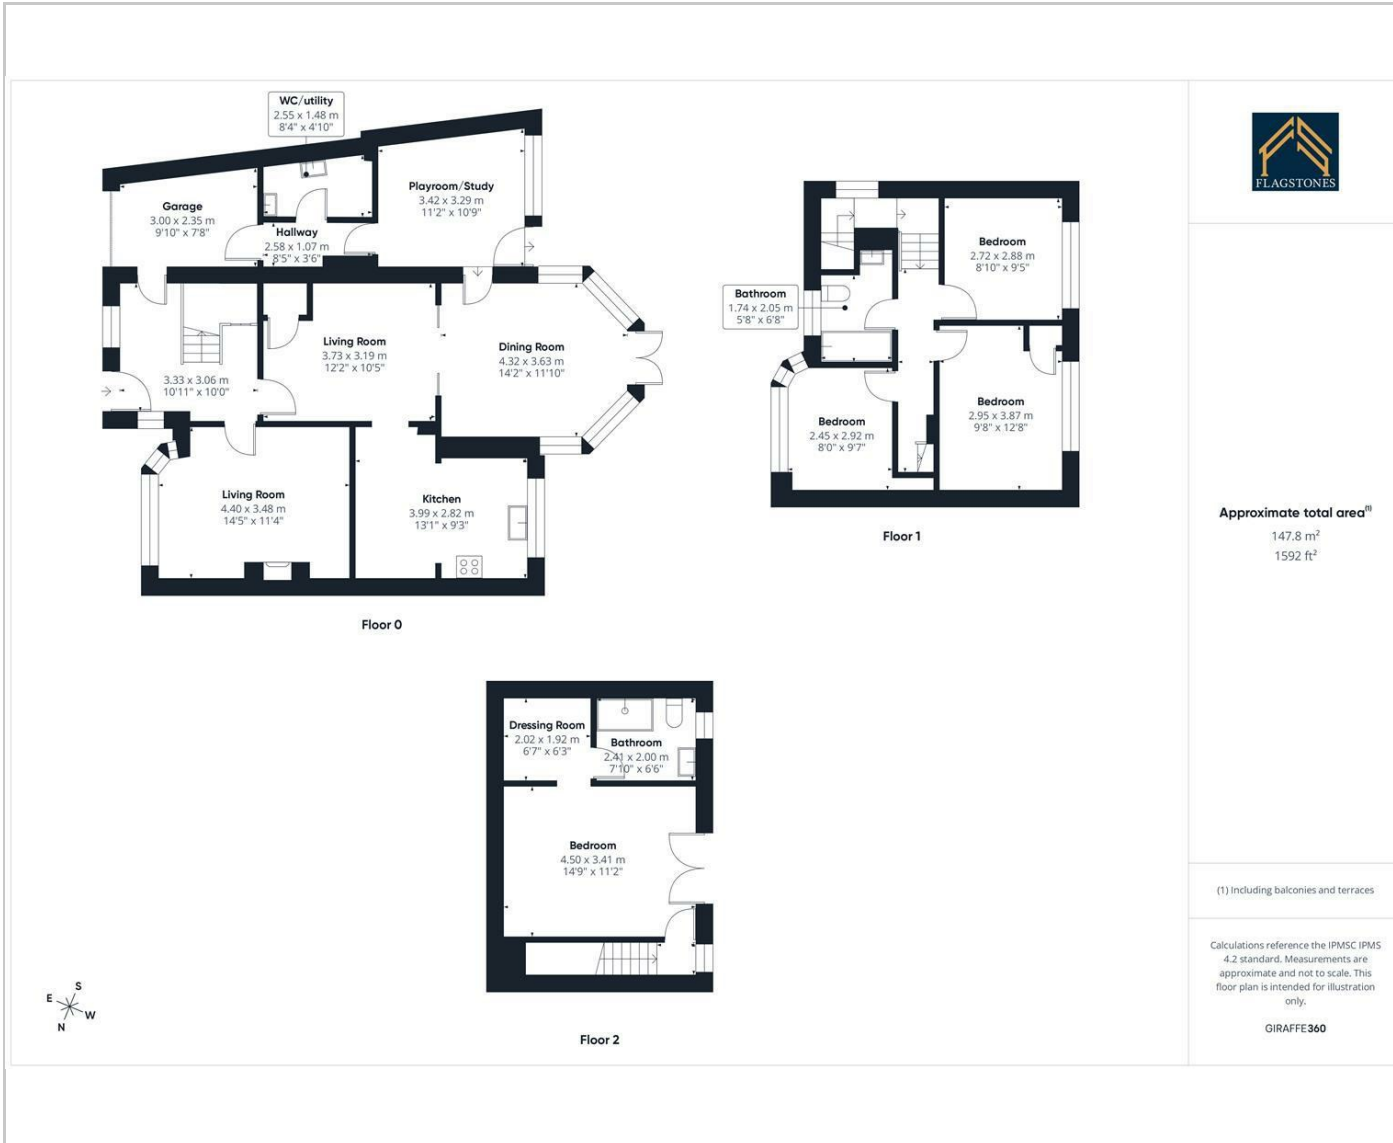 WC/utility
2.55 x 1.48 m
8'4" x 4'10"
Garage
3.00 x 2.35 m
9'10" x 7'8"
Hallway
2.58 x 1.07 m
8'5" x 3'6"
Playroom/Study
3.42 x 3.29 m
11'2" x 10'9"
3.33 x 3.06 m
10'11" x 10'0"
Living Room
3.73 x 3.19 m
12'2" x 10'5"
Dining Room
4.32 x 3.63 m
14'2" x 11'10"
Living Room
4.40 x 3.48 m
14'5" x 11'4"
Kitchen
3.99 x 2.82 m
13'1" x 9'3"
Floor 0
Bedroom
2.72 x 2.88 m
8'10" x 9'5"
Bathroom
1.74 x 2.05 m
5'8" x 6'8"
Bedroom
2.45 x 2.92 m
8'0" x 9'7"
Bedroom
2.95 x 3.87 m
9'8" x 12'8"
Floor 1
Dressing Room
2.02 x 1.92 m
6'7" x 6'3"
Bathroom
2.41 x 2.00 m
7'10" x 6'6"
Bedroom
4.50 x 3.41 m
14'9" x 11'2"
Floor 2
S
E
W
N
FLAGSTONES
Approximate total area(1)
147.8 m²
1592 ft²
(1) Including balconies and terraces
Calculations reference the IPMSC IPMS
4.2 standard. Measurements are
approximate and not to scale. This
floor plan is intended for illustration
only.
GIRAFFE360